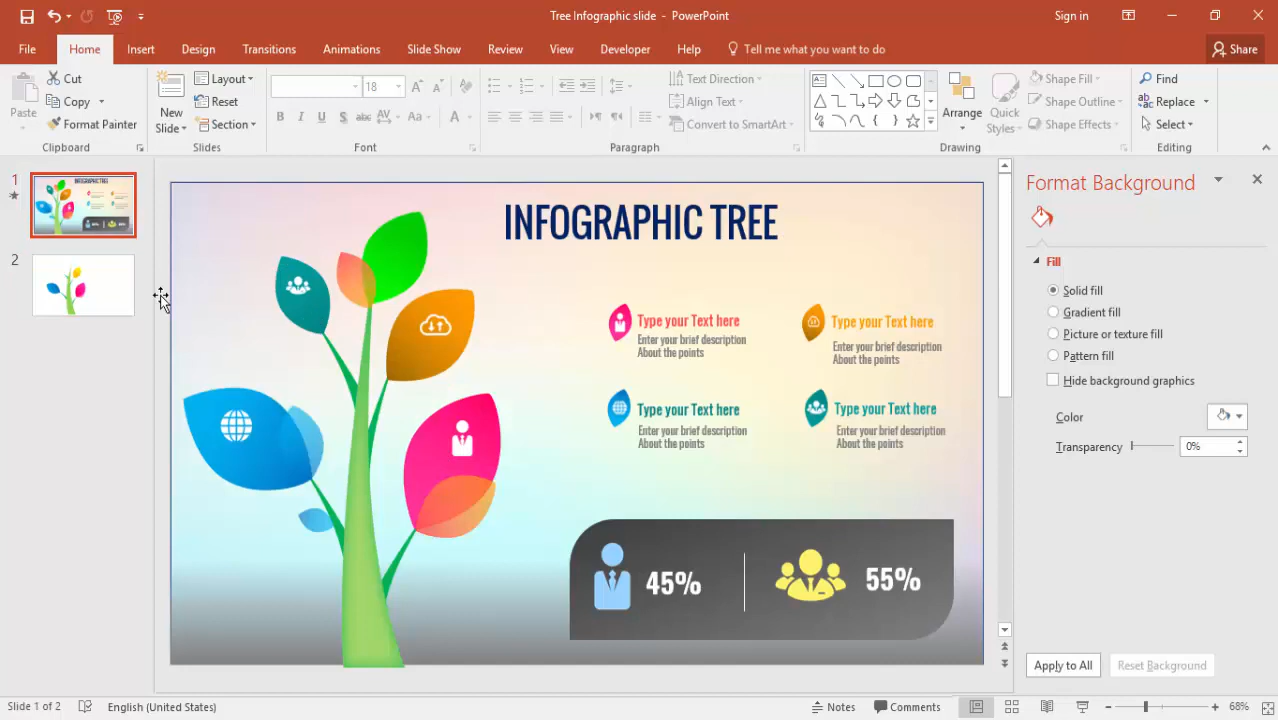 Tree Infographic slide - PowerPoint
Sign in
File Home Insert Design Transitions Animations Slide Show Review View Developer Help Tell me what you want to do Share
Paste
Cut
Copy
Format Painter
Clipboard
New Slide
Layout
Reset
Section
Slides
18
B I U S abc AV Aa A
Font
Text Direction
Align Text
Convert to SmartArt
Paragraph
Arrange
Quick Styles
Shape Fill
Shape Outline
Shape Effects
Drawing
Find
Replace
Select
Editing
1
INFOGRAPHIC TREE
2
INFOGRAPHIC TREE
Type your Text here
Enter your brief description
About the points
Type your Text here
Enter your brief description
About the points
Type your Text here
Enter your brief description
About the points
Type your Text here
Enter your brief description
About the points
45%
55%
Format Background
Fill
Solid fill
Gradient fill
Picture or texture fill
Pattern fill
Hide background graphics
Color
Transparency 0%
Apply to All Reset Background
Slide 1 of 2 English (United States) Notes Comments 68%